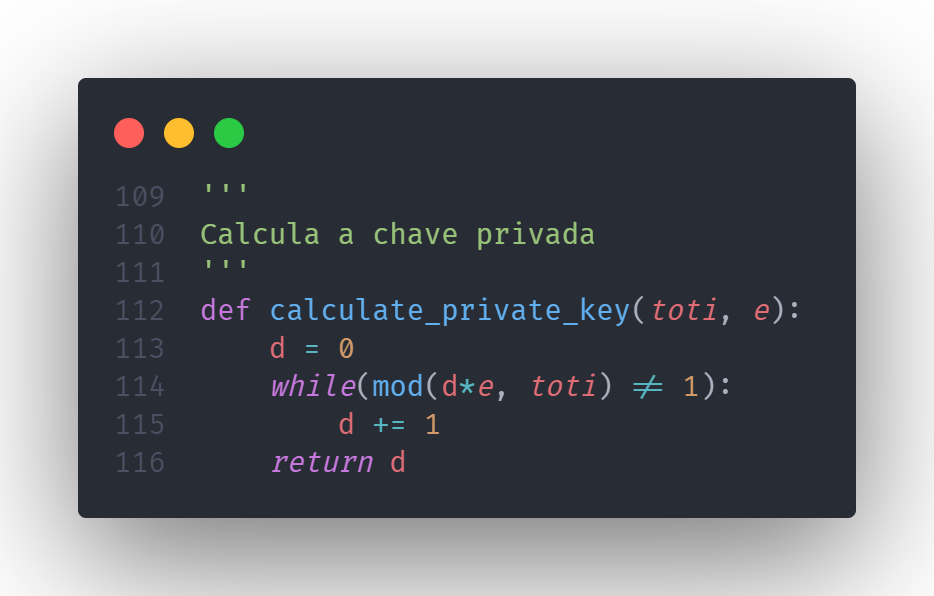 109 '''
110 Calcula a chave privada
111 '''
112 def calculate_private_key(toti, e):
113     d = 0
114     while(mod(d*e, toti) != 1):
115         d += 1
116     return d